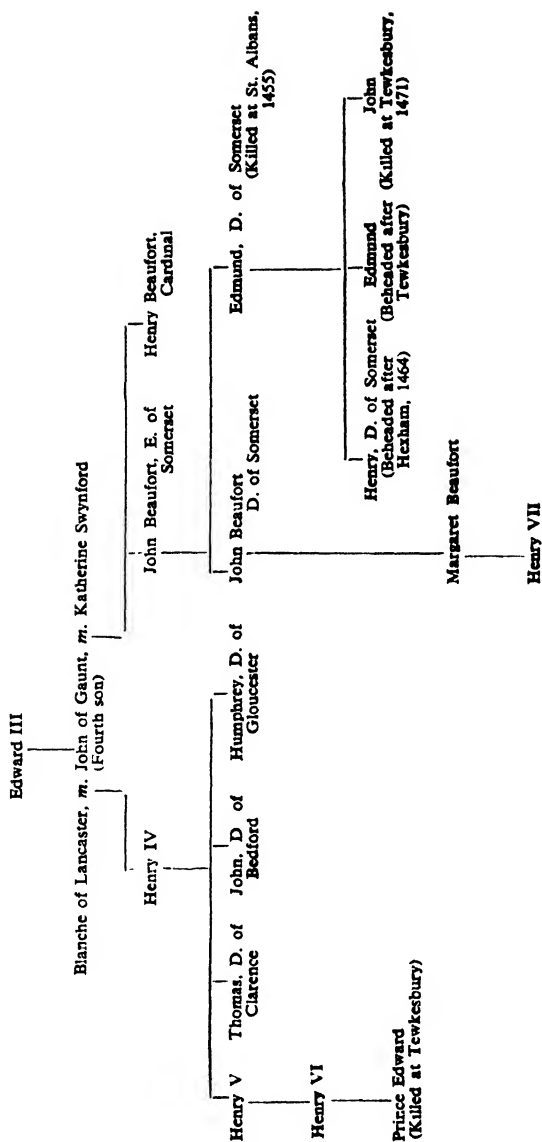 Edward III
Blanche of Lancaster, m. John of Gaunt, m. Katherine Swynford
(Fourth son)
Henry IV
John Beaufort, E. of
Somerset
Henry Beaufort,
Cardinal
Henry V
Thomas, D. of
Clarence
John, D of
Bedford
Humphrey, D. of
Gloucester
John Beaufort
D. of Somerset
Edmund, D. of Somerset
(Killed at St. Albans,
1455)
Henry VI
Henry, D. of Somerset
(Beheaded after
Hexham, 1464)
Edmund
(Beheaded after
Tewkesbury)
John
(Killed at Tewkesbury,
1471)
Prince Edward
(Killed at Tewkesbury)
Margaret Beaufort
Henry VII